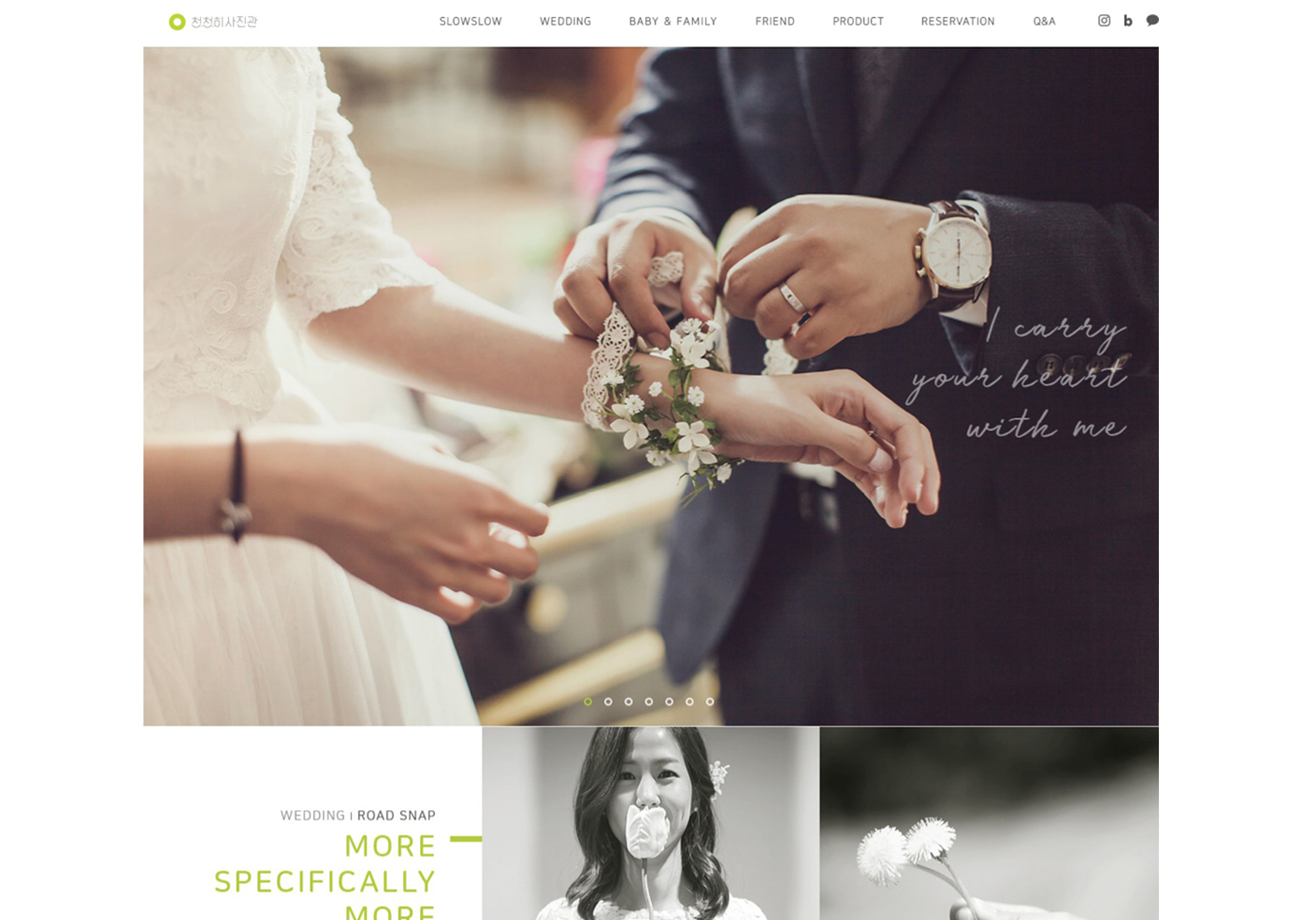 천천히사진관
SLOWSLOW WEDDING BABY & FAMILY FRIEND PRODUCT RESERVATION Q&A
I carry
your heart
with me
WEDDING I ROAD SNAP
MORE
SPECIFICALLY
MORE